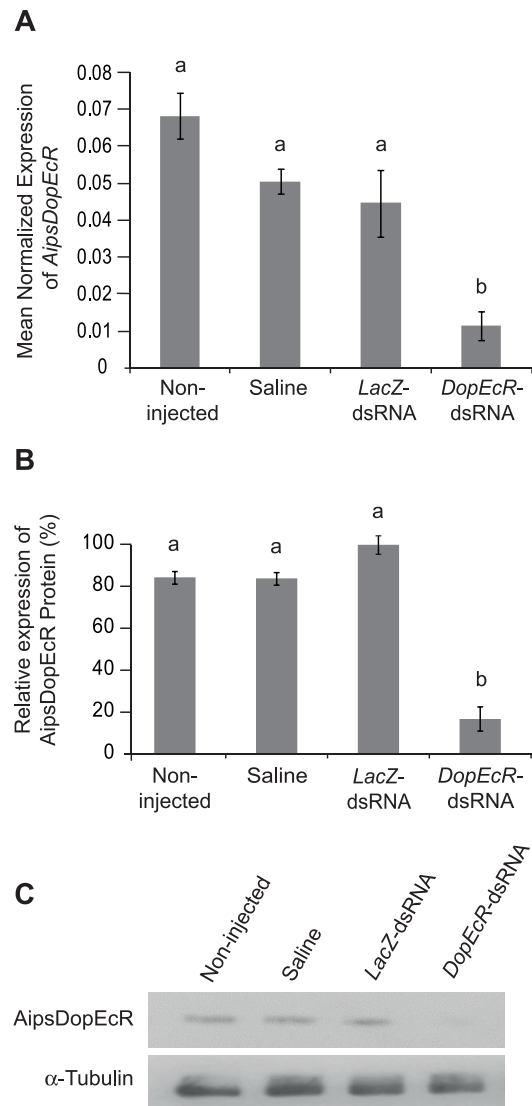 A
Mean Normalized Expression
of AipsDopEcR
0.08
0.07
0.06
0.05
0.04
0.03
0.02
0.01
0
a
a
a
b
Non-
injected
Saline
LacZ-
dsRNA
DopEcR-
dsRNA
B
Relative expression of
AipsDopEcR Protein (%)
100
80
60
40
20
0
a
a
a
b
Non-
injected
Saline
LacZ-
dsRNA
DopEcR-
dsRNA
C
Non-injected
Saline
LacZ-dsRNA
DopEcR-dsRNA
AipsDopEcR
α-Tubulin